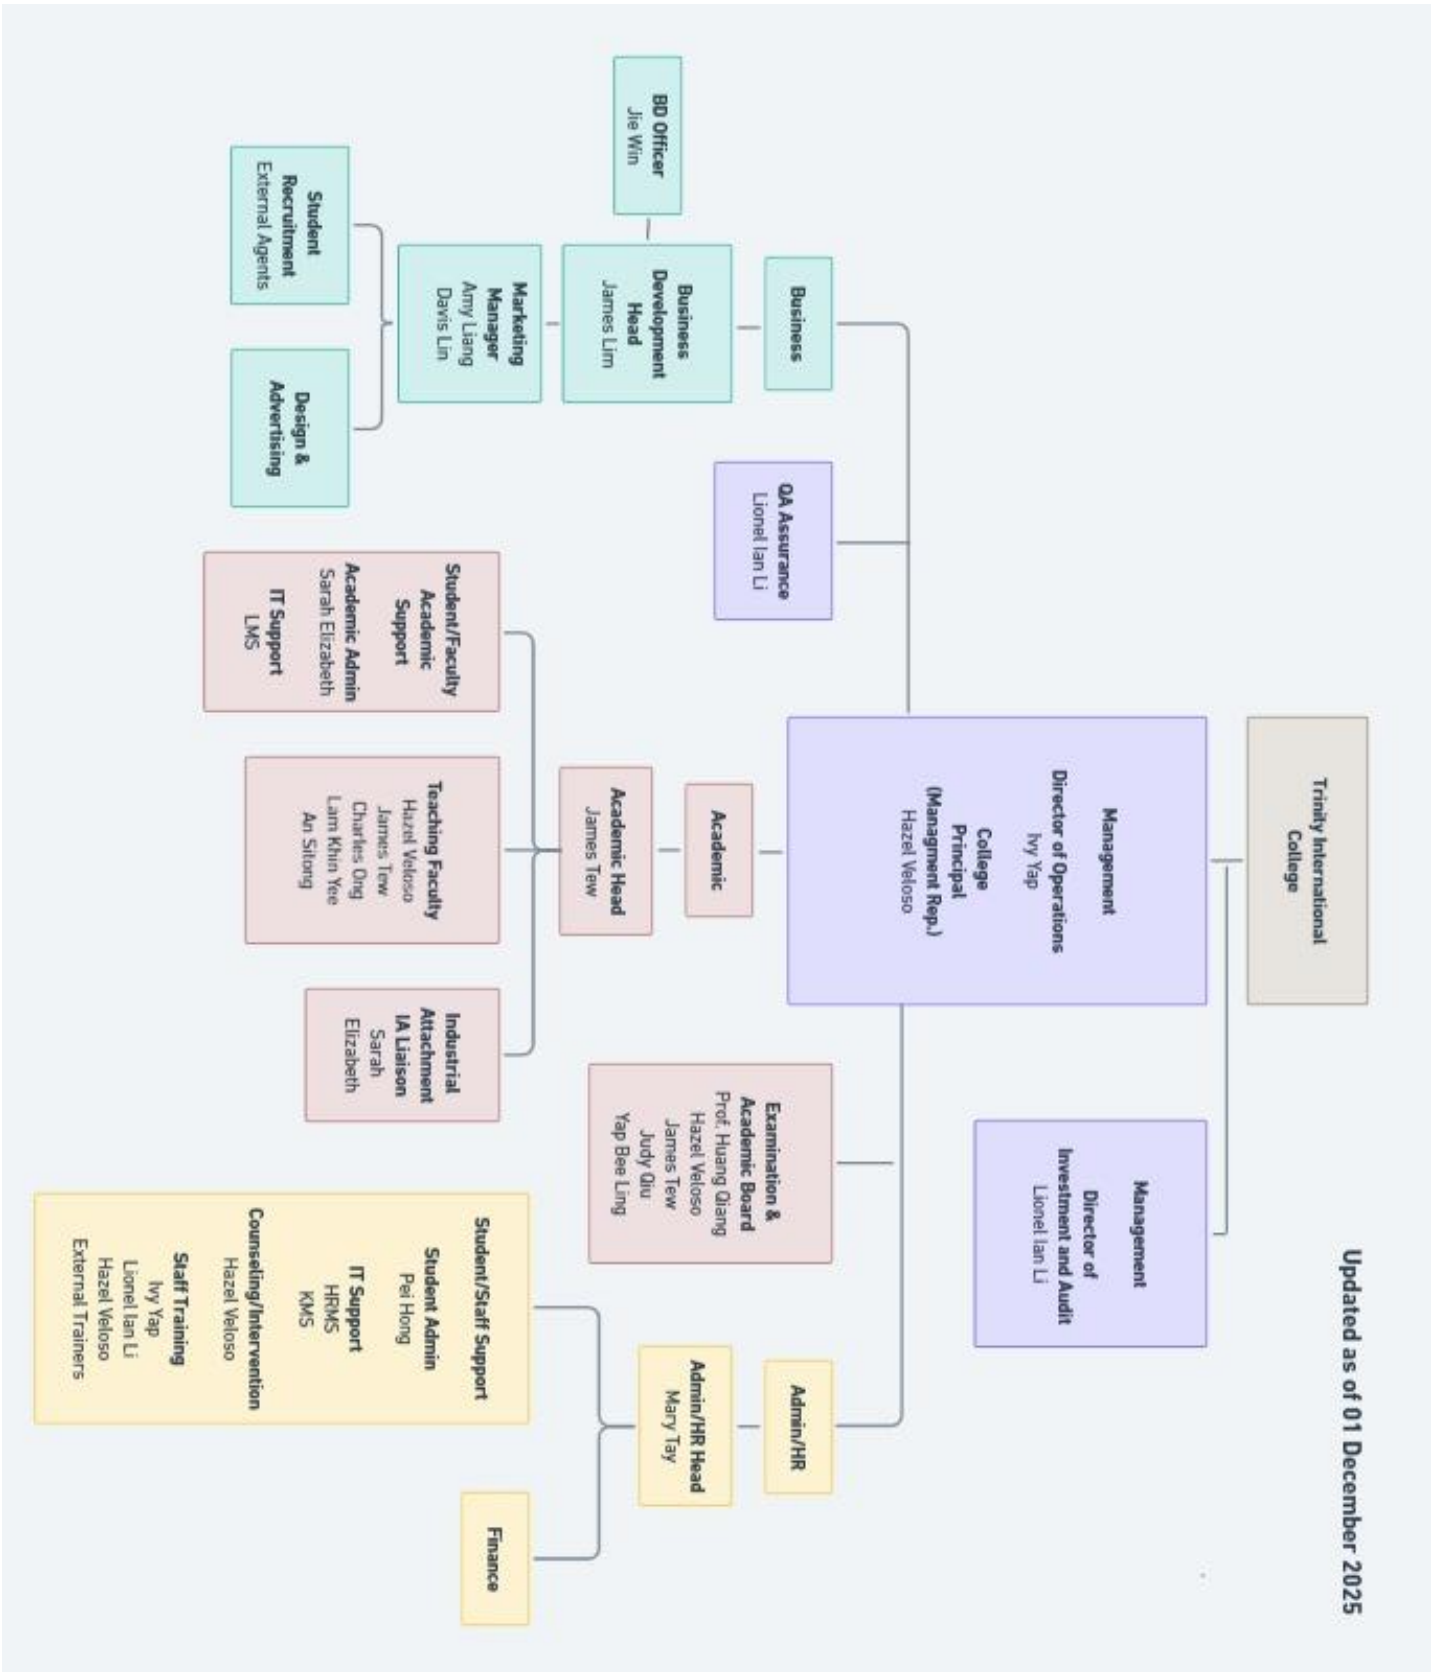 Updated as of 01 December 2025
Trinity International
College
Management
Director of Operations
Ivy Yap
College
Principal
(Managment Rep.)
Hazel Veloso
Management
Director of
Investment and Audit
Lionel Ian Li
Business
Business
Development
Head
James Lim
BD Officer
Jie Win
Marketing
Manager
Amy Liang
Davis Lin
Student
Recruitment
External Agents
Design &
Advertising
QA Assurance
Lionel Ian Li
Academic
Academic Head
James Tew
Student/Faculty
Academic
Support
Academic Admin
Sarah Elizabeth
IT Support
LMS
Teaching Faculty
Hazel Veloso
James Tew
Charles Ong
Lam Khin Yee
An Sitong
Industrial
Attachment
IA Liaison
Sarah
Elizabeth
Examination &
Academic Board
Prof. Huang Qiang
Hazel Veloso
James Tew
Judy Qiu
Yap Bee Ling
Admin/HR
Admin/HR Head
Mary Tay
Student/Staff Support
Student Admin
Pei Hong
IT Support
HRMS
KMS
Counseling/Intervention
Hazel Veloso
Staff Training
Ivy Yap
Lionel Ian Li
Hazel Veloso
External Trainers
Finance